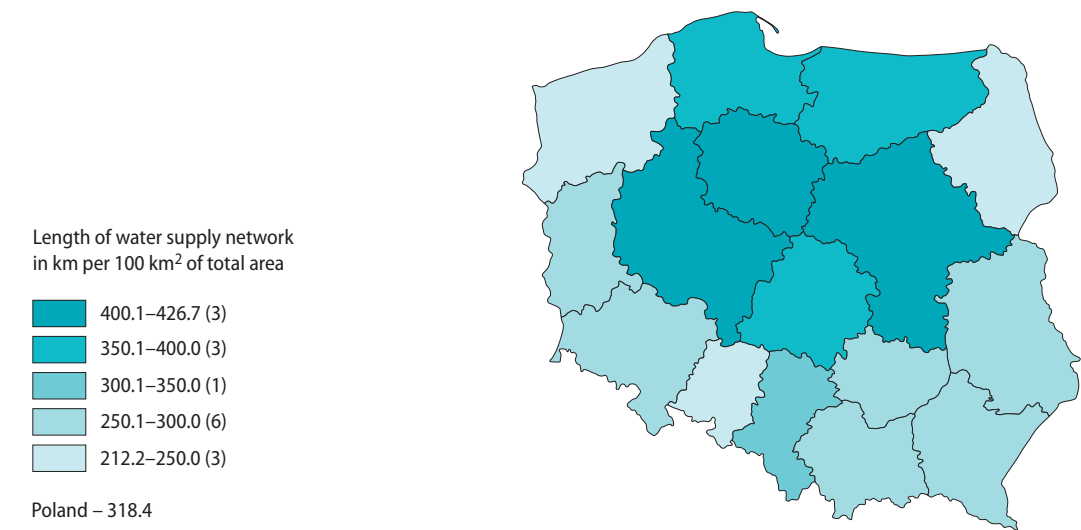 Length of water supply network
in km per 100 km² of total area
400.1–426.7 (3)
350.1–400.0 (3)
300.1–350.0 (1)
250.1–300.0 (6)
212.2–250.0 (3)
Poland – 318.4